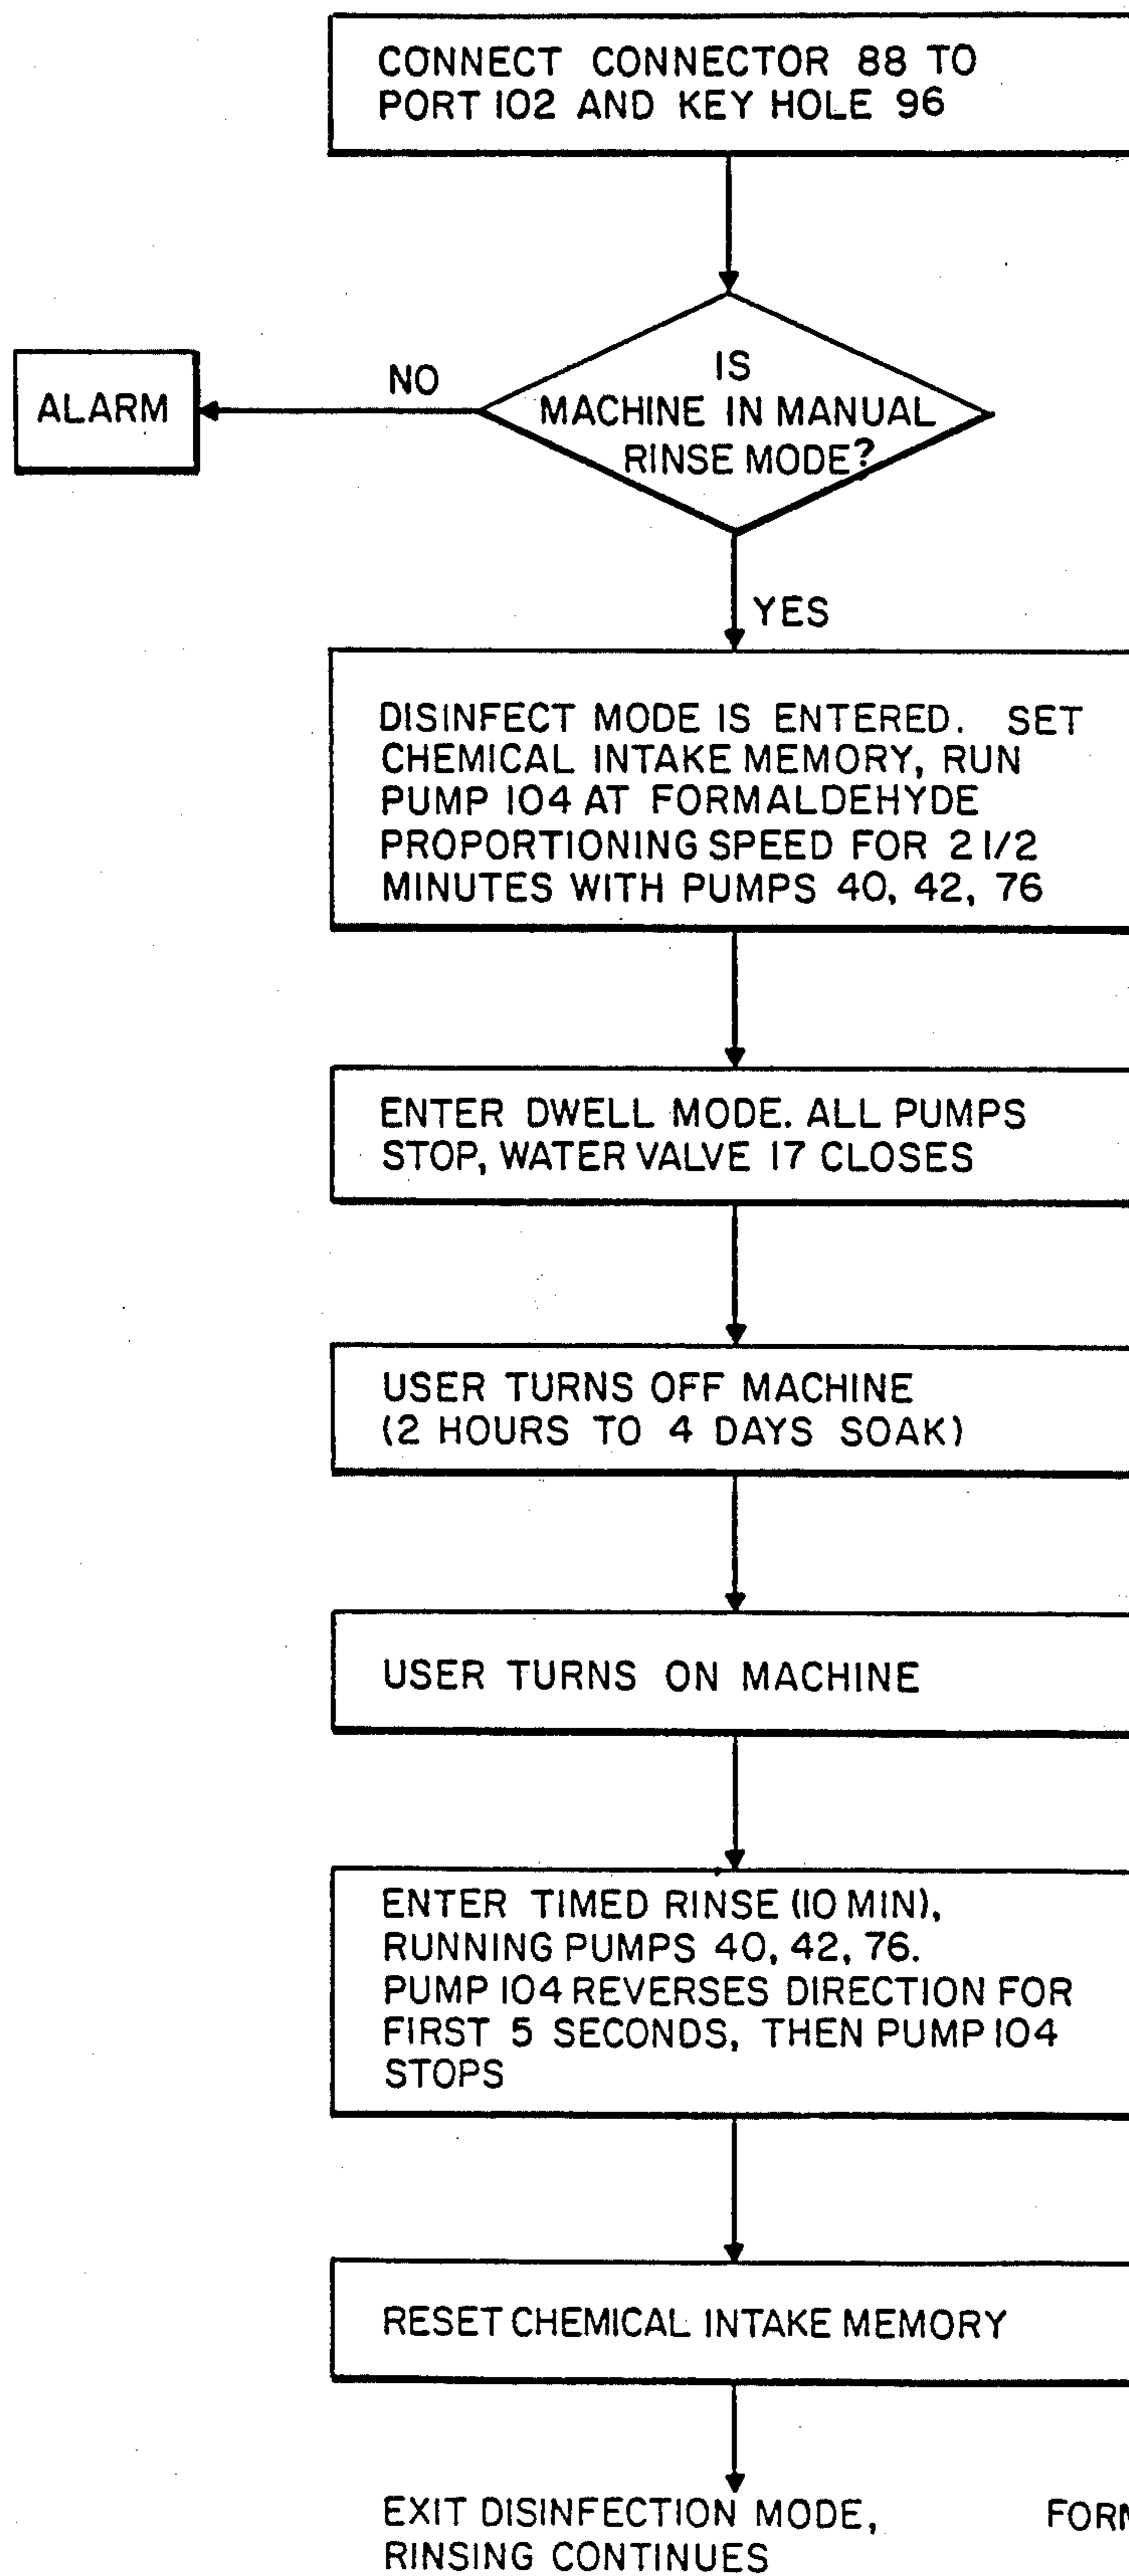 CONNECT CONNECTOR 88 TO
PORT 102 AND KEY HOLE 96
IS
MACHINE IN MANUAL
RINSE MODE?
NO
ALARM
YES
DISINFECT MODE IS ENTERED. SET
CHEMICAL INTAKE MEMORY, RUN
PUMP 104 AT FORMALDEHYDE
PROPORTIONING SPEED FOR 2 1/2
MINUTES WITH PUMPS 40, 42, 76
ENTER DWELL MODE. ALL PUMPS
STOP, WATER VALVE 17 CLOSES
USER TURNS OFF MACHINE
(2 HOURS TO 4 DAYS SOAK)
USER TURNS ON MACHINE
ENTER TIMED RINSE (10 MIN),
RUNNING PUMPS 40, 42, 76.
PUMP 104 REVERSES DIRECTION FOR
FIRST 5 SECONDS, THEN PUMP 104
STOPS
RESET CHEMICAL INTAKE MEMORY
EXIT DISINFECTION MODE,
RINSING CONTINUES